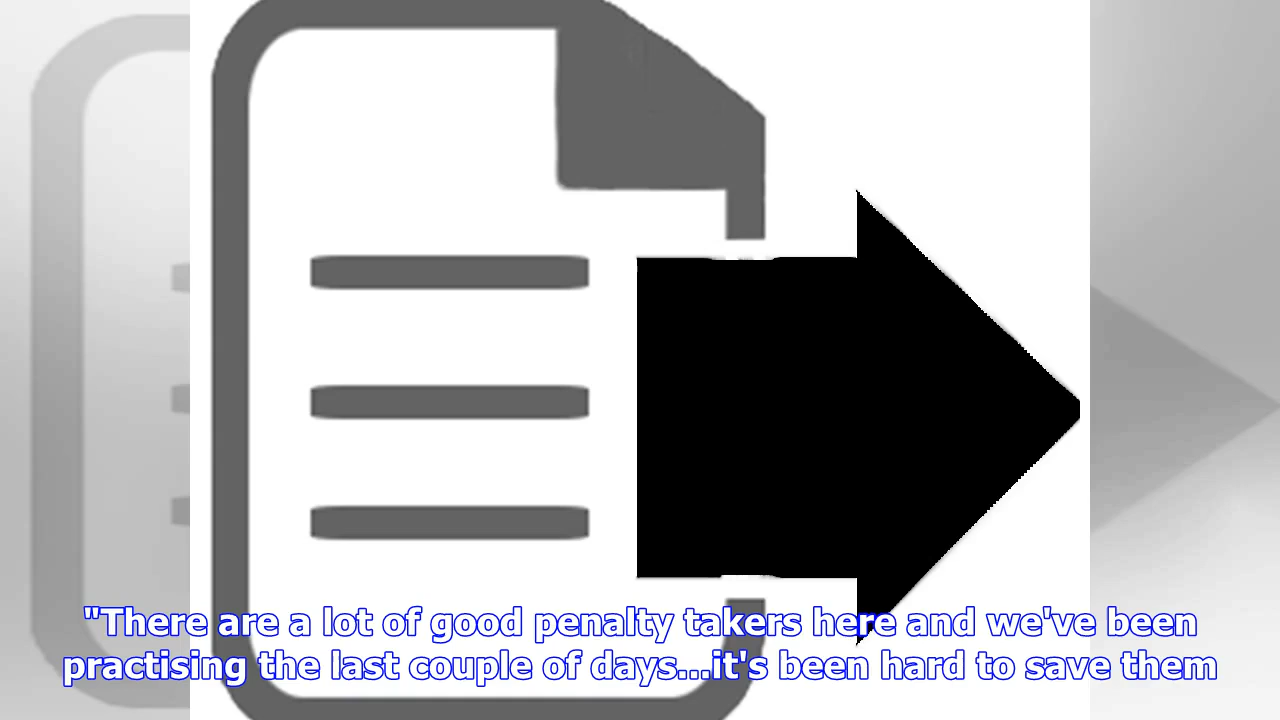 "There are a lot of good penalty takers here and we've been
practising the last couple of days...it's been hard to save them